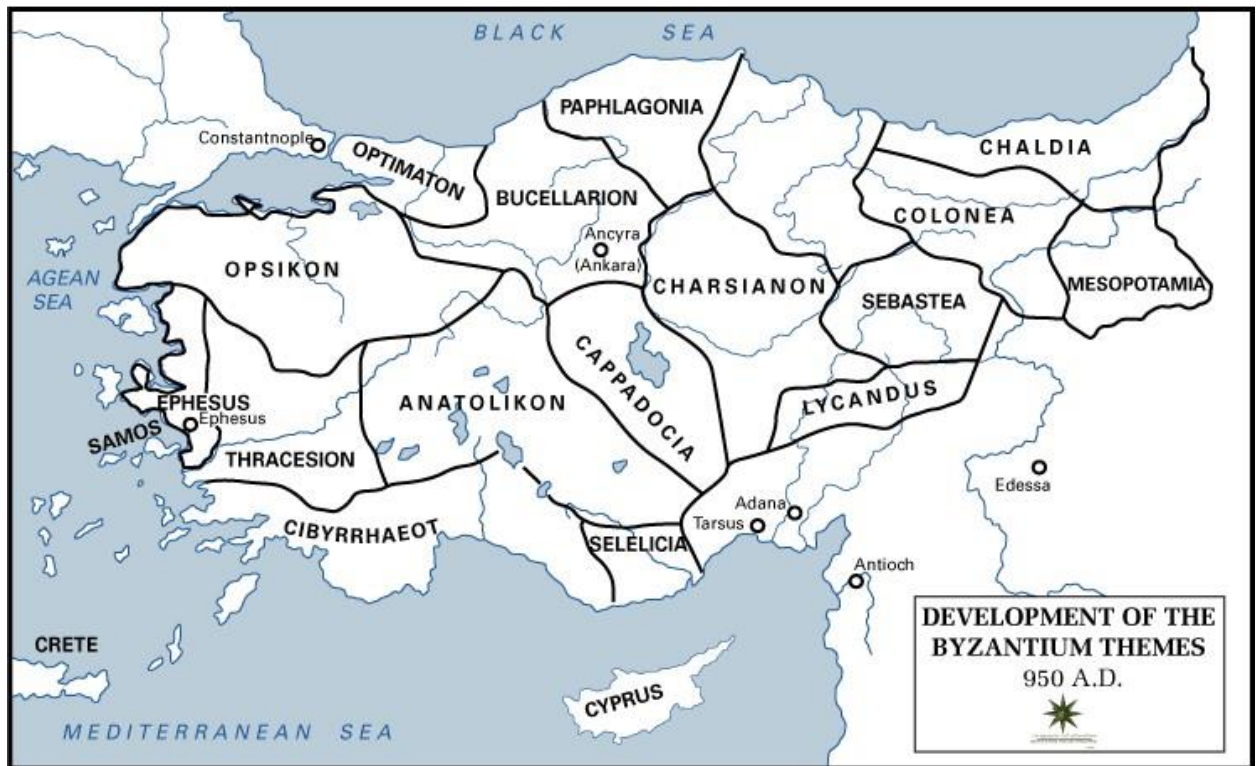 BLACK SEA
PAPHLAGONIA
Constantnople
OPTIMATON
CHALDIA
BUCELLARION
COLONEA
Ancyra
(Ankara)
OPSIKON
AGEAN
SEA
CHARSIANON
MESOPOTAMIA
SEBASTEA
CAPPADOCIA
LYCANDUS
ANATOLIKON
EPHESUS
Ephesus
SAMOS
THRACESION
Edessa
Adana
Tarsus
CIBYRRHAEOT
SELELICIA
Antioch
CRETE
CYPRUS
MEDITERRANEAN SEA
DEVELOPMENT OF THE
BYZANTIUM THEMES
950 A.D.